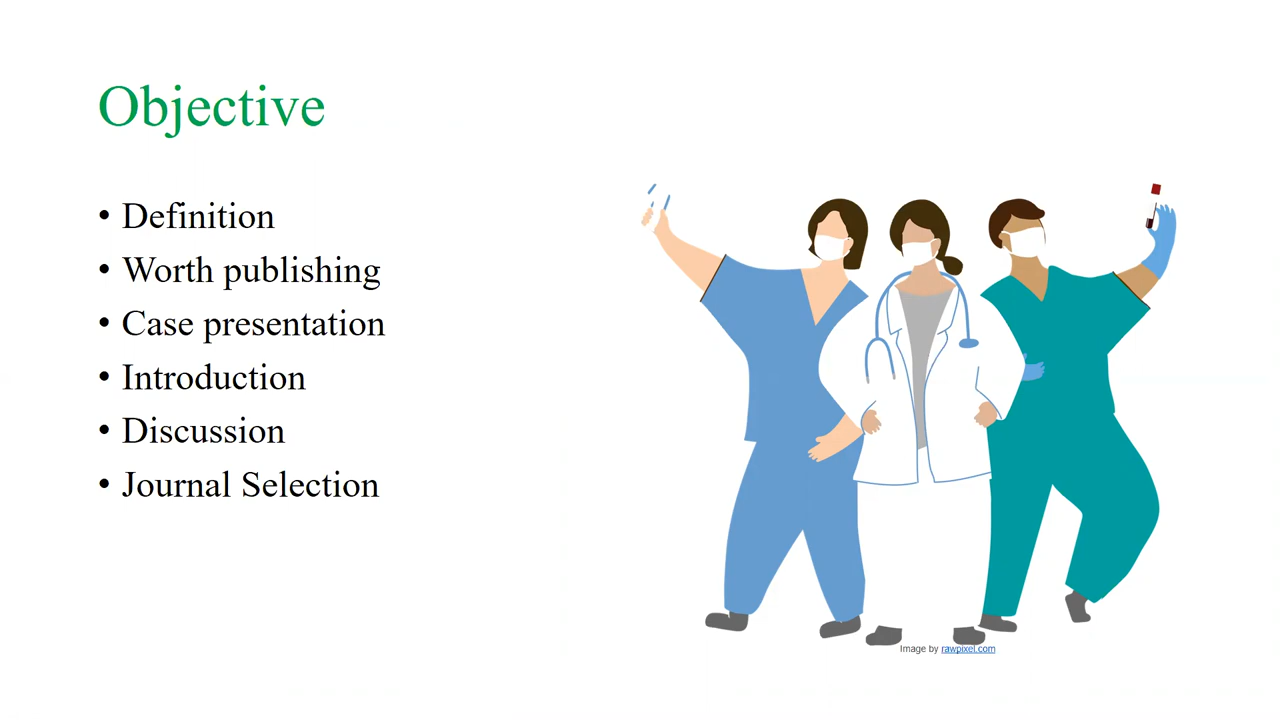 Objective
• Definition
• Worth publishing
• Case presentation
• Introduction
• Discussion
• Journal Selection
Image by rawpixel.com